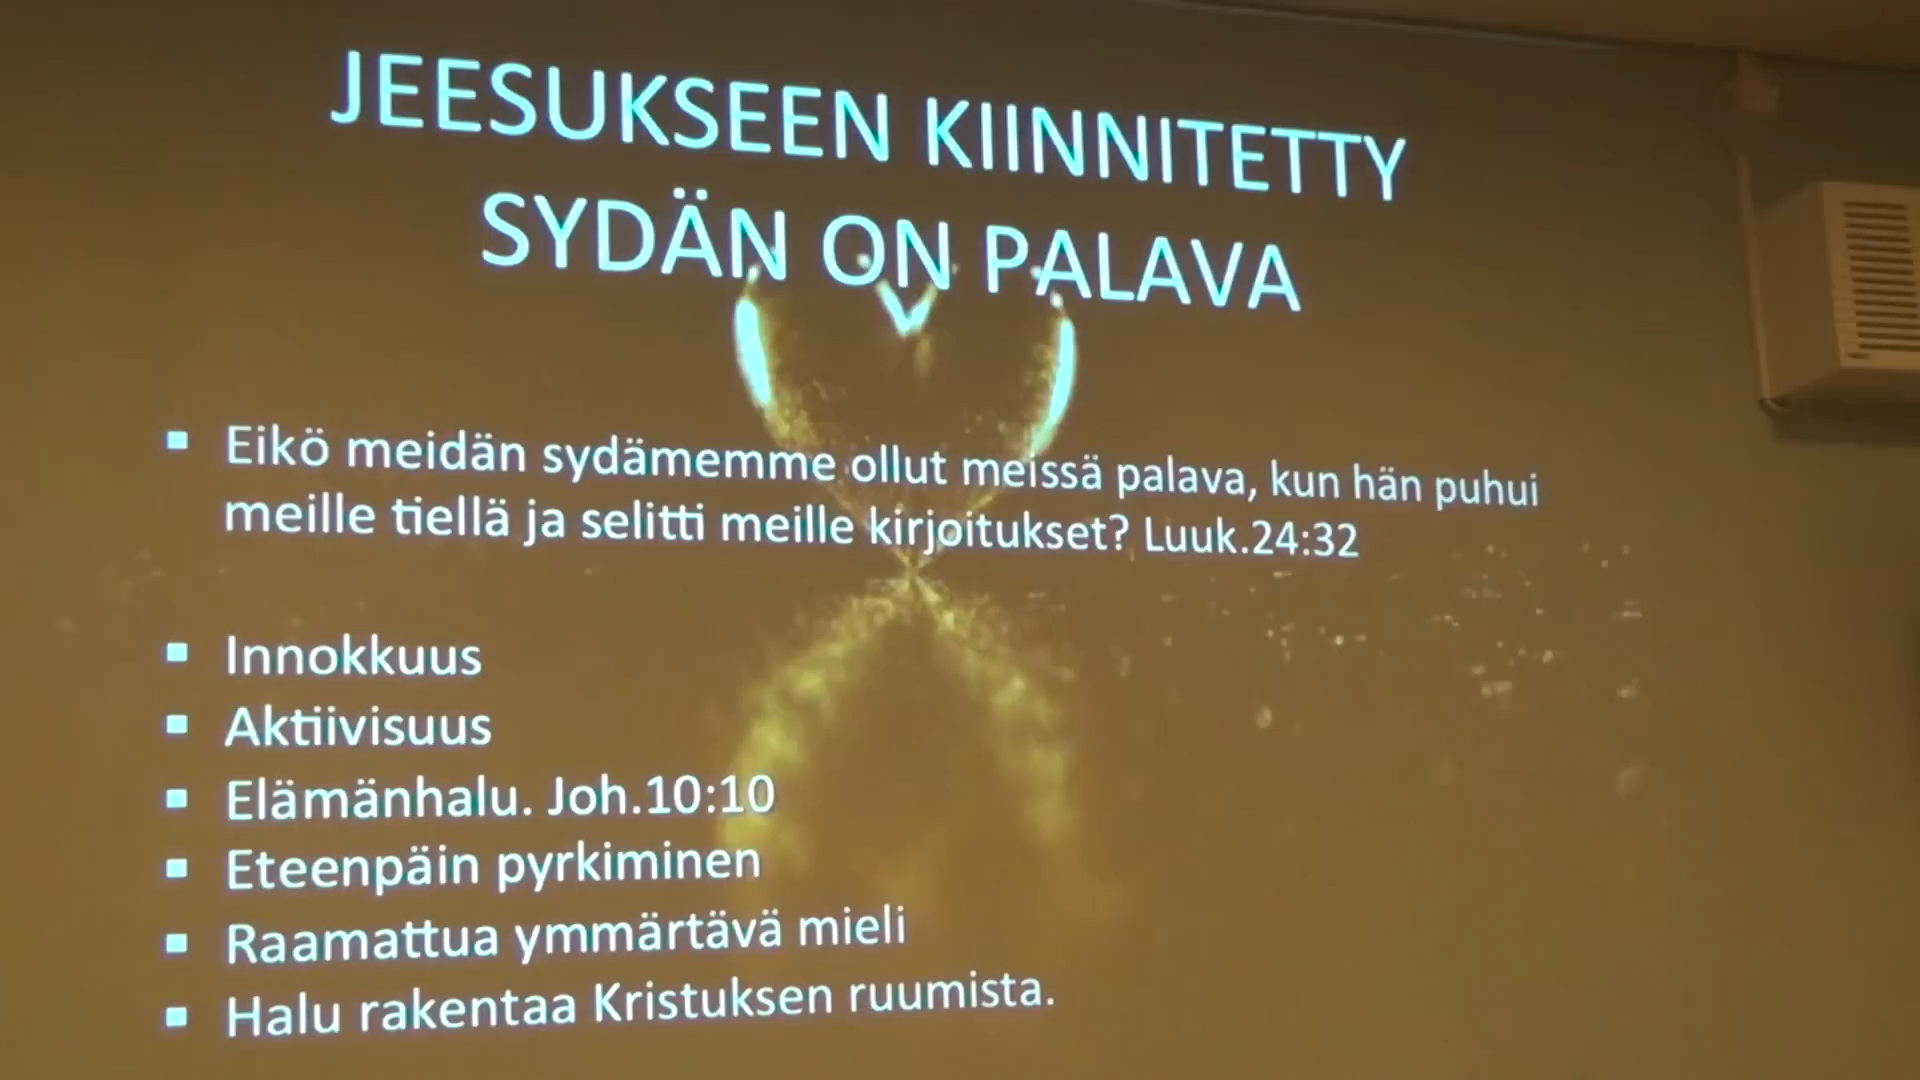 JEESUKSEEN KIINNITETTY
SYDÄN ON PALAVA
Eikö meidän sydämemme ollut meissä palava, kun hän puhui
meille tiellä ja selitti meille kirjoitukset? Luuk.24:32
Innokkuus
Aktiivisuus
Elämänhalu. Joh.10:10
Eteenpäin pyrkiminen
Raamattua ymmärtävä mieli
Halu rakentaa Kristuksen ruumista.